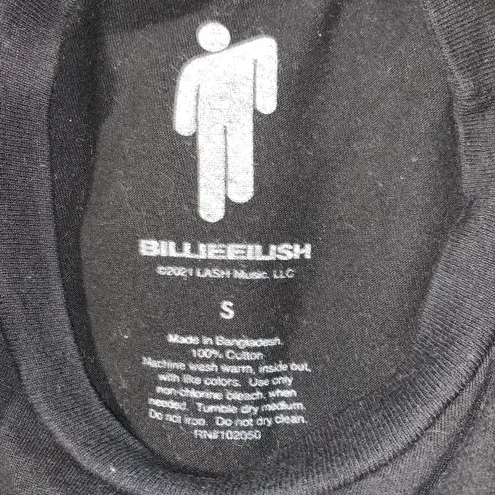 BILLIEEILISH
©2021 LASH Music, LLC
S
Made in Bangladesh.
100% Cotton
Machine wash warm, inside out,
with like colors. Use only
non-chlorine bleach, when
needed. Tumble dry medium.
Do not iron. Do not dry clean.
RN#102050